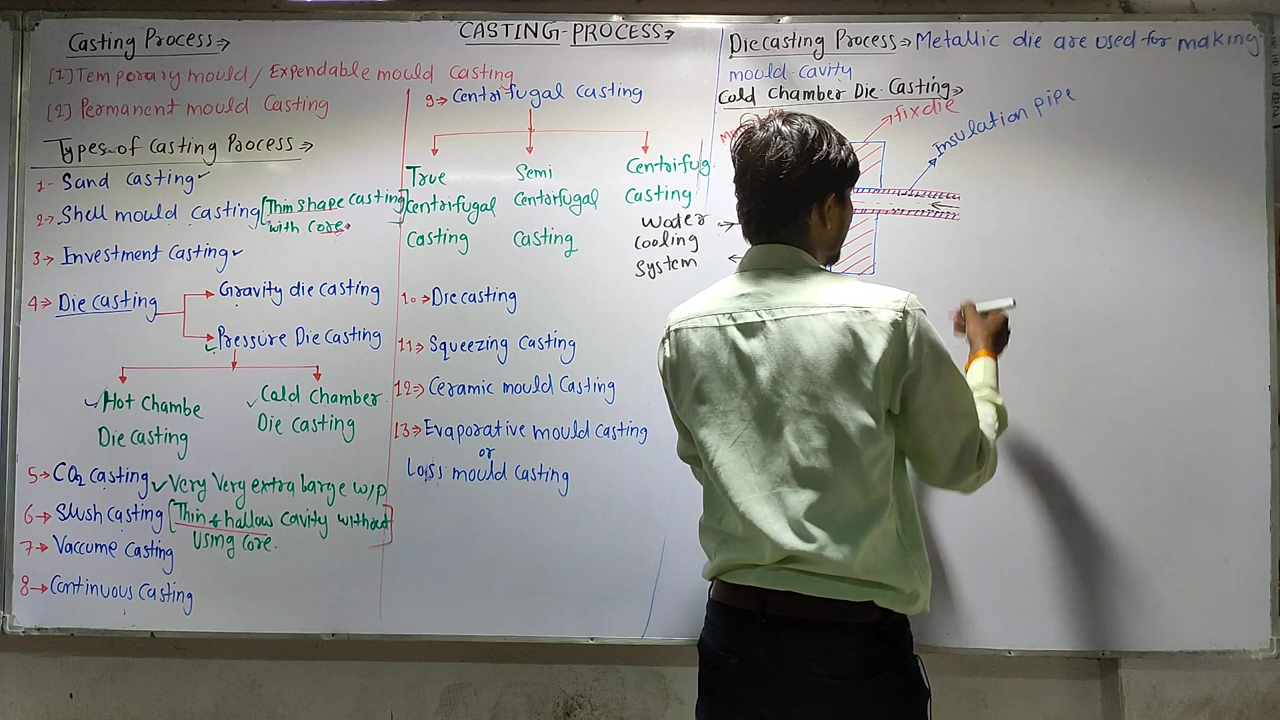 CASTING-PROCESS→
Casting Process→
[1] Temporary mould/Expendable mould Casting
[2] Permanent mould Casting
Types of Casting Process→
1- Sand casting✓
2→ Shell mould casting [Thin shape casting
with core→]
3→ Investment Casting✓
4→ Die casting
Gravity die casting
Pressure Die Casting
✓Hot Chambe
Die casting
✓Cold chamber
Die casting
5→ CO2 casting ✓Very Very extra large w/p
6→ Slush casting [Thin & hallow cavity without
using core.]
7→ Vaccume Casting
8→ Continuous Casting
9→ Centrifugal Casting
True
Centrifugal
Casting
Semi
Centrifugal
Casting
Centrifug
Casting
10→ Die casting
11→ Squeezing Casting
12→ Ceramic mould Casting
13→ Evaporative mould Casting
or
Loss mould Casting
Diecasting Process→ Metallic die are used for making
mould cavity
Cold Chamber Die Casting→
fix die
Insulation pipe
Water
Cooling
System